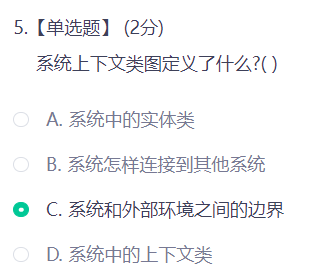 5.【单选题】 (2分)
系统上下文类图定义了什么?( )
A. 系统中的实体类
B. 系统怎样连接到其他系统
C. 系统和外部环境之间的边界
D. 系统中的上下文类